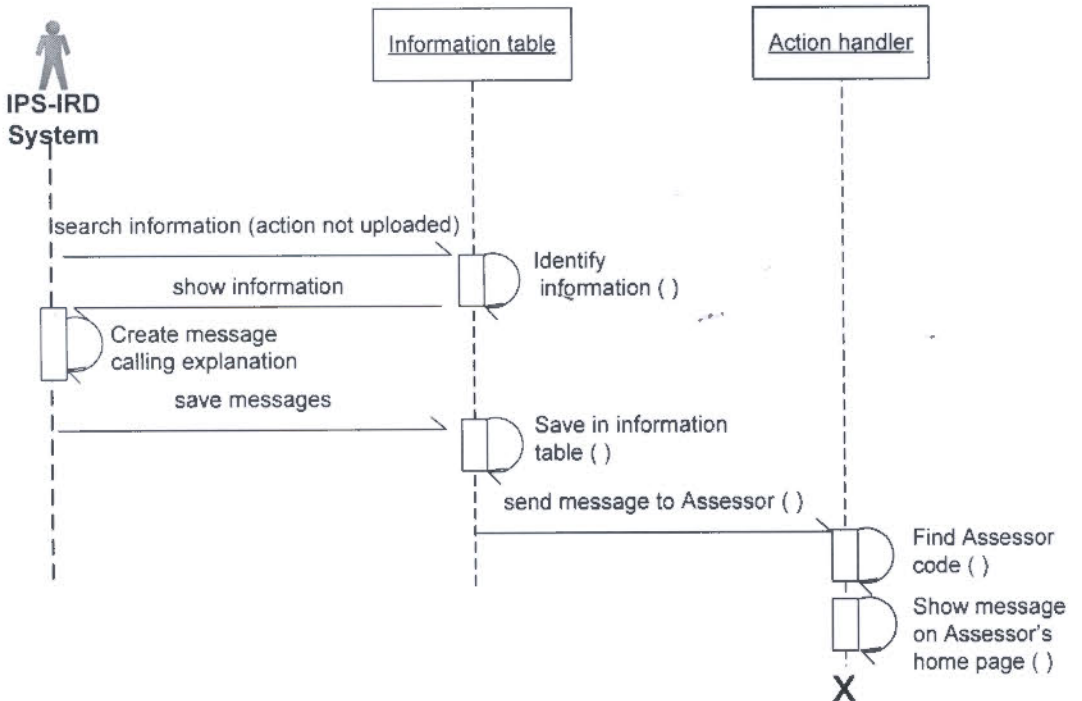 Information table
Action handler
IPS-IRD
System
search information (action not uploaded)
Identify
information ( )
show information
Create message
calling explanation
save messages
Save in information
table ( )
send message to Assessor ( )
Find Assessor
code ( )
Show message
on Assessor's
home page ( )
X